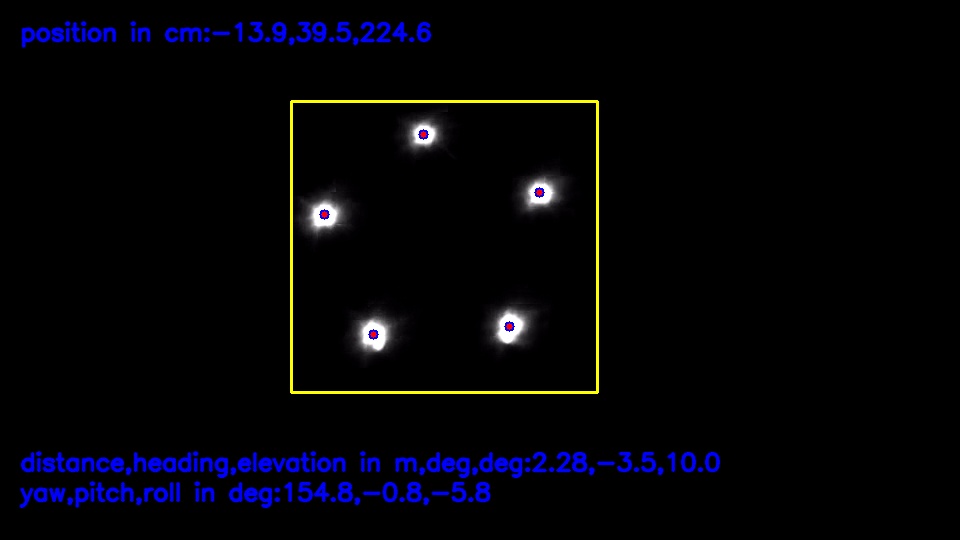 position in cm:-13.9,39.5,224.6
distance,heading,elevation in m,deg,deg:2.28,-3.5,10.0
yaw,pitch,roll in deg:154.8,-0.8,-5.8